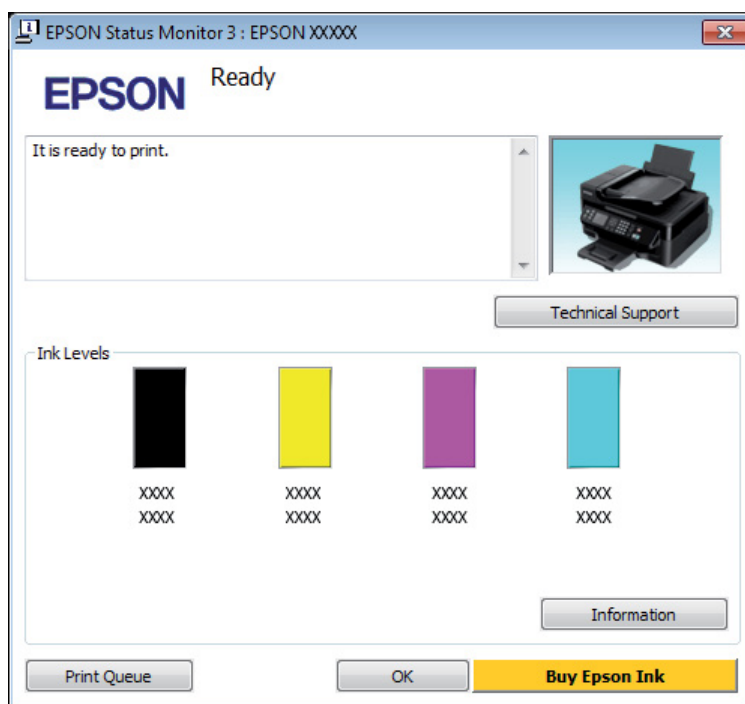 EPSON Status Monitor 3 : EPSON XXXXX
EPSON
Ready
It is ready to print.
Technical Support
Ink Levels
XXXX XXXX XXXX XXXX
XXXX XXXX XXXX XXXX
Information
Print Queue OK Buy Epson Ink